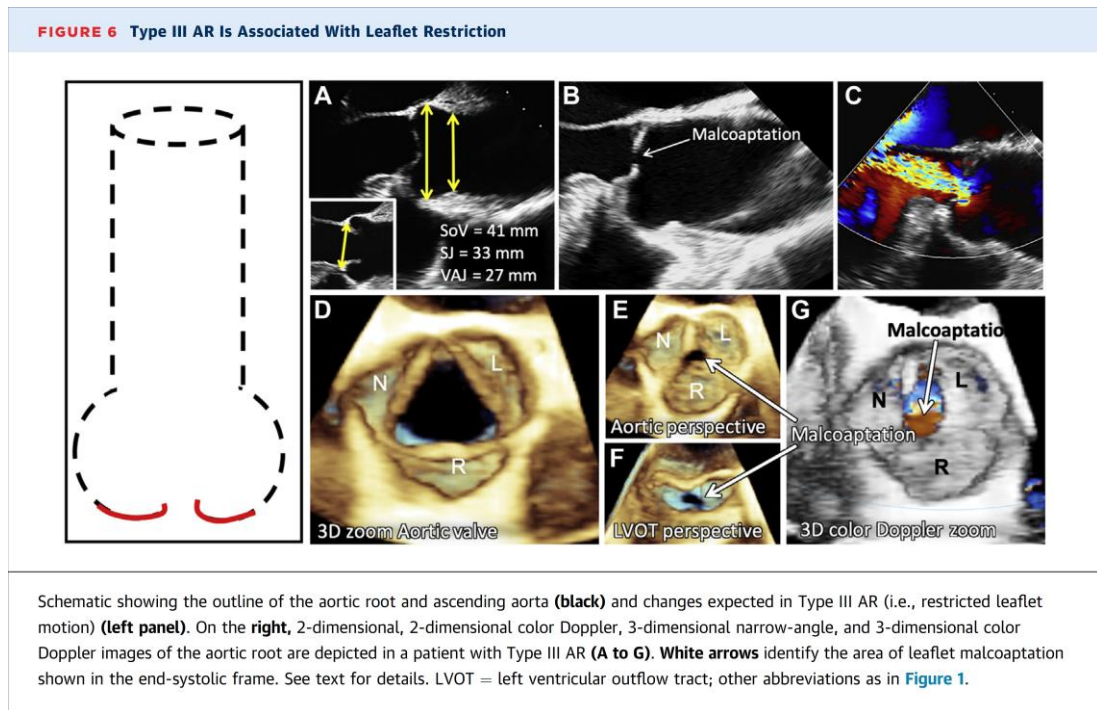 FIGURE 6 Type III AR Is Associated With Leaflet Restriction
A
SoV = 41 mm
SJ = 33 mm
VAJ = 27 mm
B
Malcoaptation
C
D
N
L
R
3D zoom Aortic valve
E
N
L
R
Aortic perspective
Malcoaptation
F
LVOT perspective
G
Malcoaptatio
N
L
R
3D color Doppler zoom
Schematic showing the outline of the aortic root and ascending aorta (black) and changes expected in Type III AR (i.e., restricted leaflet
motion) (left panel). On the right, 2-dimensional, 2-dimensional color Doppler, 3-dimensional narrow-angle, and 3-dimensional color
Doppler images of the aortic root are depicted in a patient with Type III AR (A to G). White arrows identify the area of leaflet malcoaptation
shown in the end-systolic frame. See text for details. LVOT = left ventricular outflow tract; other abbreviations as in Figure 1.